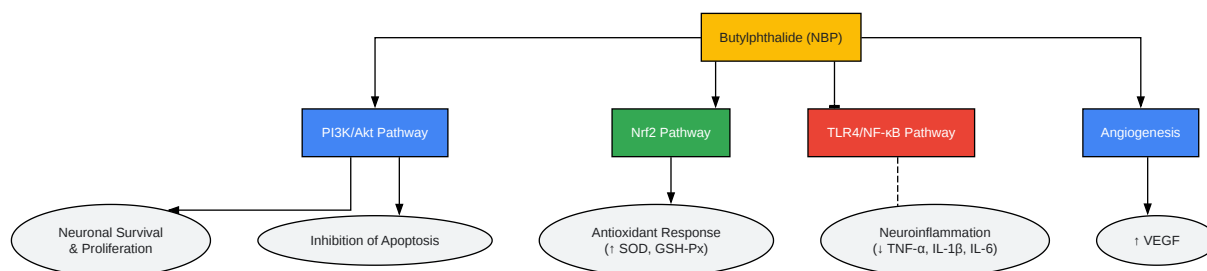 Butylphthalide (NBP)
PI3K/Akt Pathway
Nrf2 Pathway
TLR4/NF-κB Pathway
Angiogenesis
Neuronal Survival
& Proliferation
Inhibition of Apoptosis
Antioxidant Response
(↑ SOD, GSH-Px)
Neuroinflammation
(↓ TNF-α, IL-1β, IL-6)
↑ VEGF